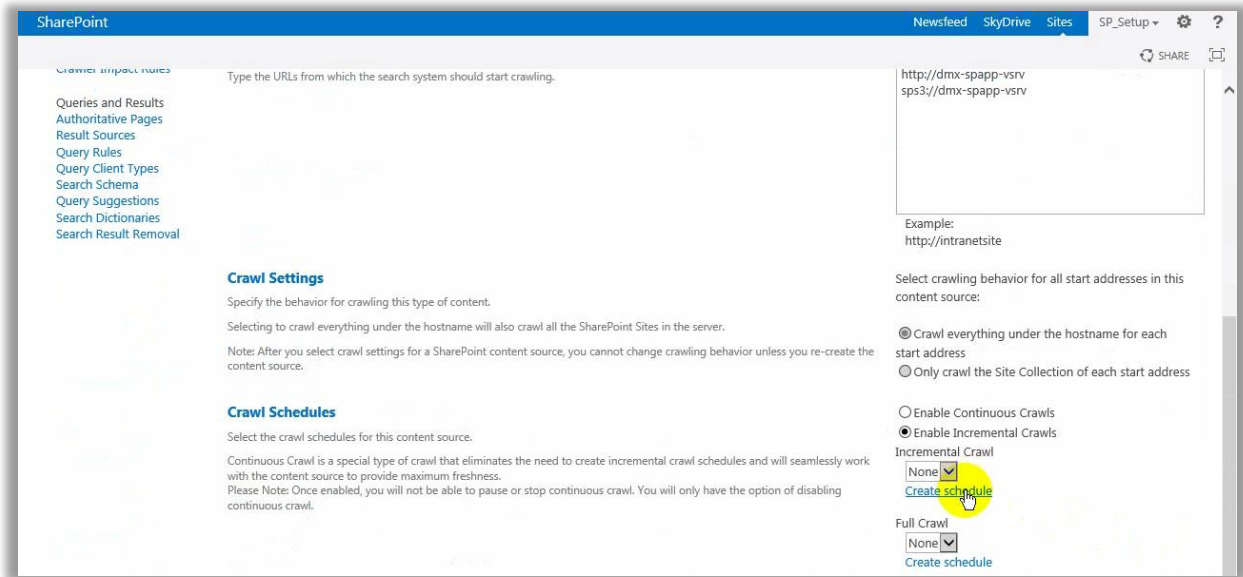 SharePoint
Newsfeed SkyDrive Sites SP_Setup ?
SHARE
Crawler Impact Rules
Queries and Results
Authoritative Pages
Result Sources
Query Rules
Query Client Types
Search Schema
Query Suggestions
Search Dictionaries
Search Result Removal
Type the URLs from which the search system should start crawling.
http://dmx-spapp-vsrv
sps3://dmx-spapp-vsrv
Example:
http://intranetsite
Crawl Settings
Specify the behavior for crawling this type of content.
Selecting to crawl everything under the hostname will also crawl all the SharePoint Sites in the server.
Note: After you select crawl settings for a SharePoint content source, you cannot change crawling behavior unless you re-create the
content source.
Select crawling behavior for all start addresses in this
content source:
Crawl everything under the hostname for each
start address
Only crawl the Site Collection of each start address
Crawl Schedules
Select the crawl schedules for this content source.
Continuous Crawl is a special type of crawl that eliminates the need to create incremental crawl schedules and will seamlessly work
with the content source to provide maximum freshness.
Please Note: Once enabled, you will not be able to pause or stop continuous crawl. You will only have the option of disabling
continuous crawl.
Enable Continuous Crawls
Enable Incremental Crawls
Incremental Crawl
None
Create schedule
Full Crawl
None
Create schedule